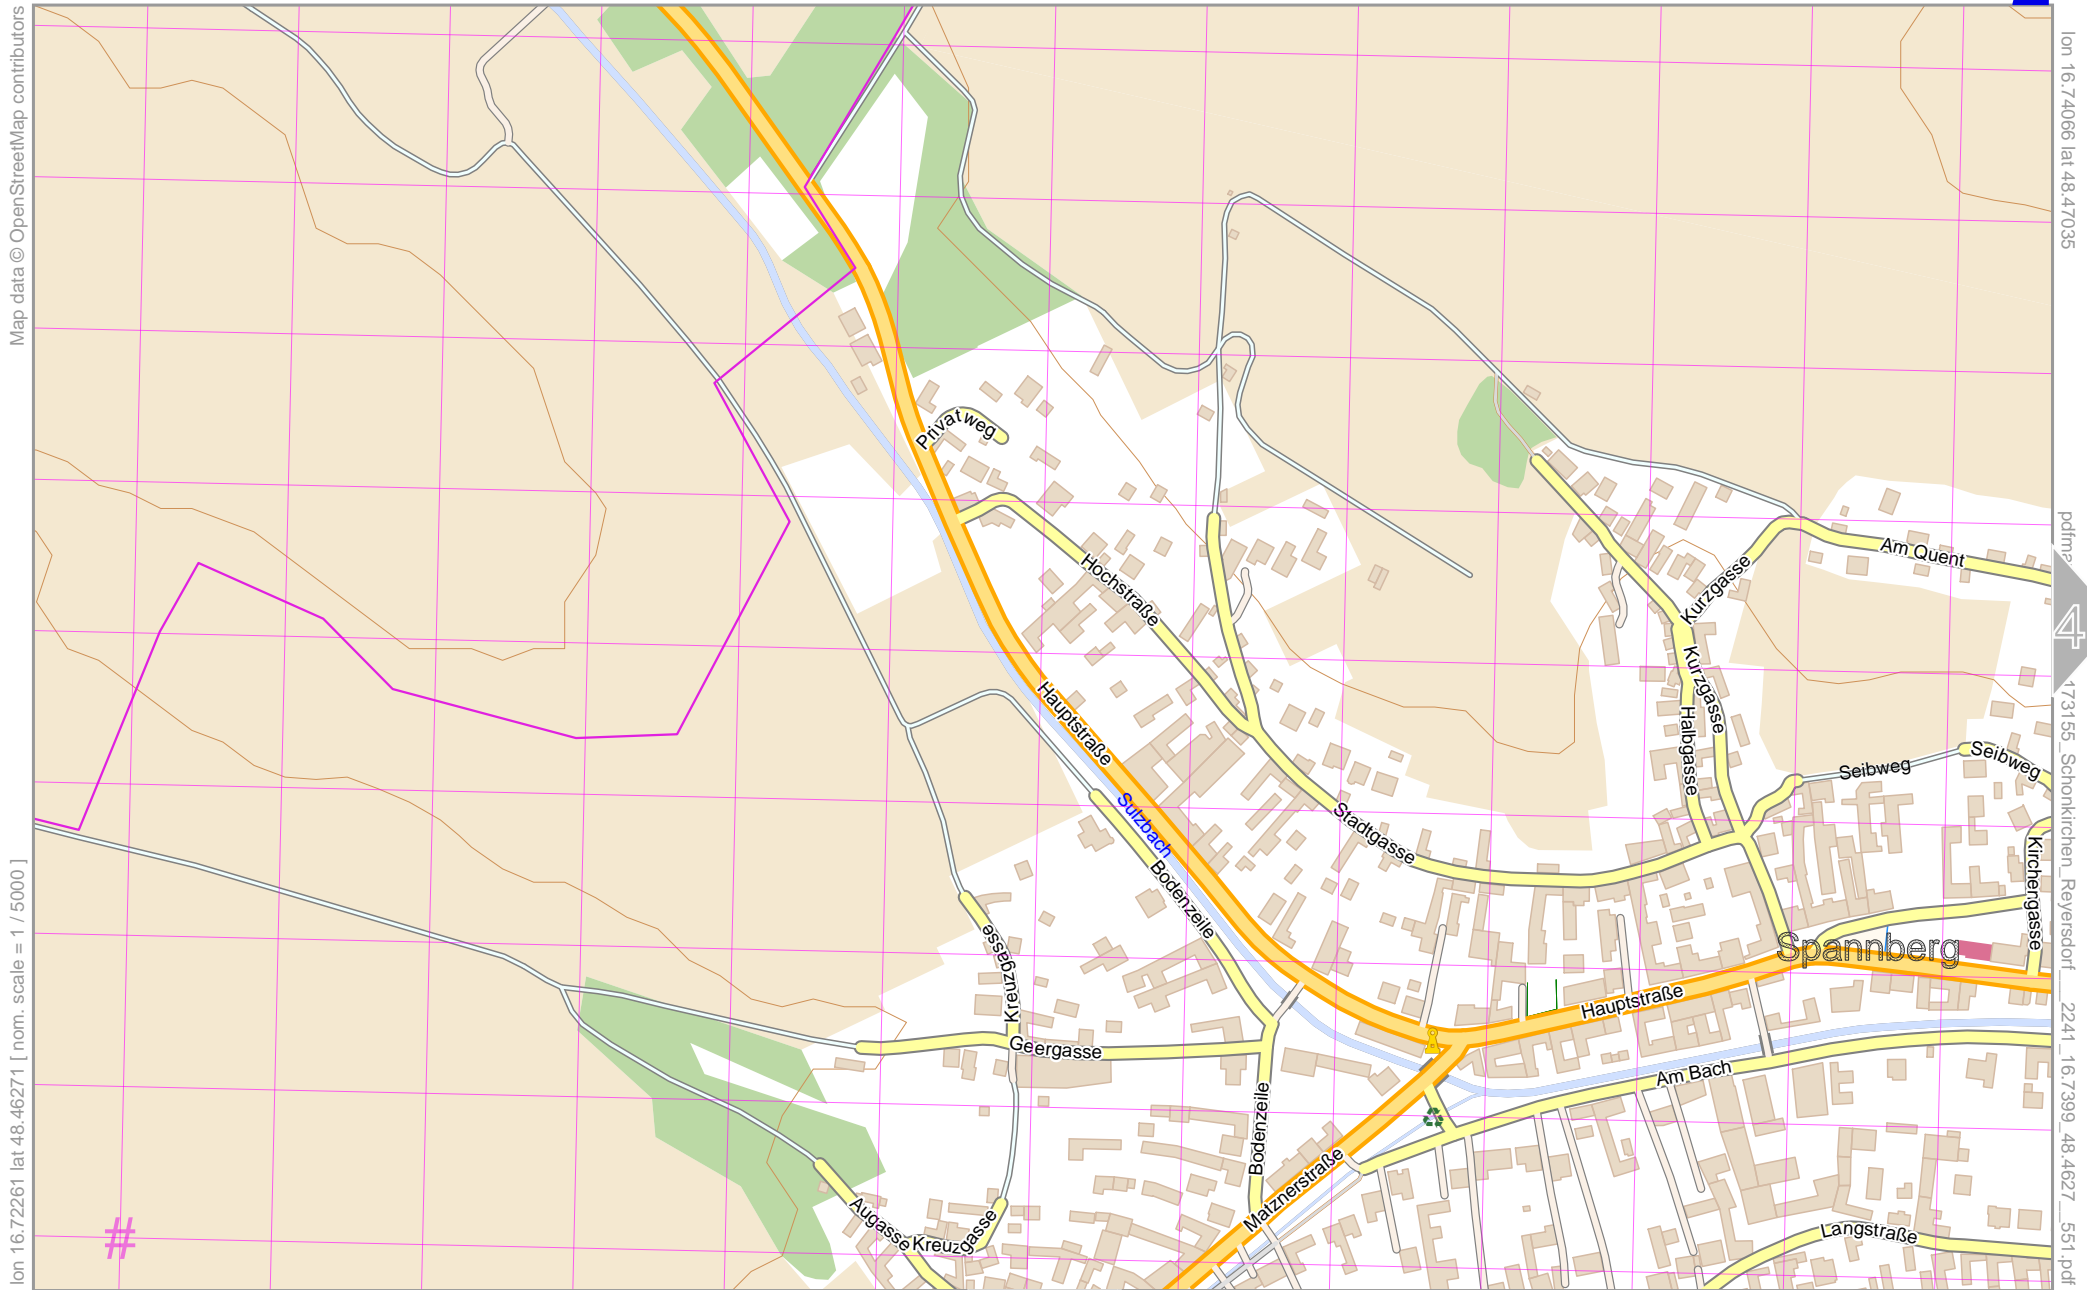 Map data © OpenStreetMap contributors
lon 16.74066 lat 48.47035
Privatweg
Hochstraße
Am Quent
Kurzgasse
4
Kurzgasse
Hauptstraße
Halbgasse
Seibweg
Seibweg
Sulzbach
Stadtgasse
Bodenzeile
Kirchengasse
Kreuzgasse
Spannberg
Hauptstraße
Geergasse
Am Bach
Bodenzeile
Matznerstraße
Augasse
Kreuzgasse
Langstraße
#
lon 16.72261 lat 48.46271 [ nom. scale = 1 / 5000 ]
pdfma
173155_Schonkirchen_Reyersdorf__2241_16.7399_48.4627__551.pdf